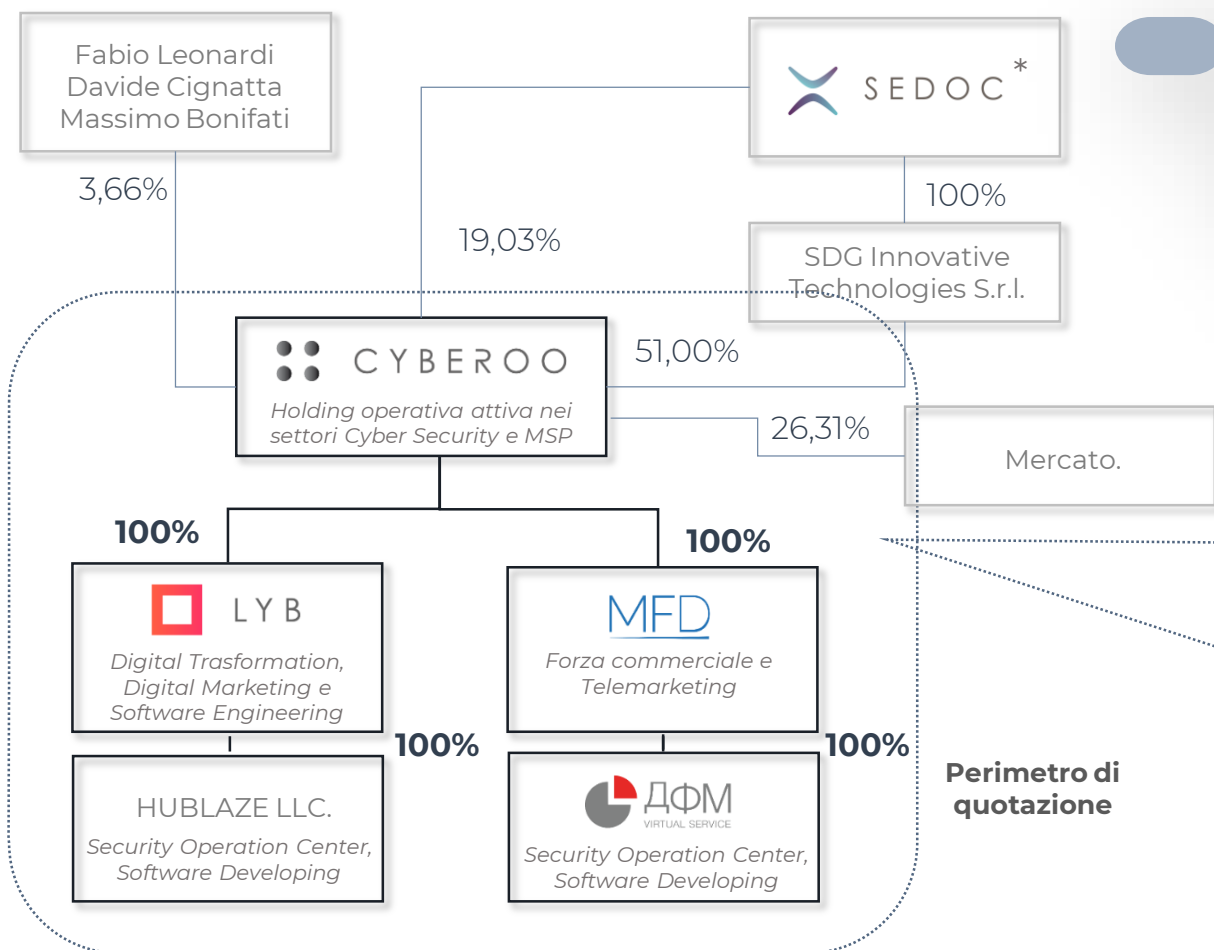 Fabio Leonardi
Davide Cignatta
Massimo Bonifati
SEDOC*
3,66%
19,03%
100%
SDG Innovative
Technologies S.r.l.
CYBEROO
Holding operativa attiva nei
settori Cyber Security e MSP
51,00%
26,31%
Mercato.
100%
100%
LYB
Digital Trasformation,
Digital Marketing e
Software Engineering
MFD
Forza commerciale e
Telemarketing
100%
100%
HUBLAZE LLC.
Security Operation Center,
Software Developing
ДФМ
VIRTUAL SERVICE
Security Operation Center,
Software Developing
Perimetro di
quotazione